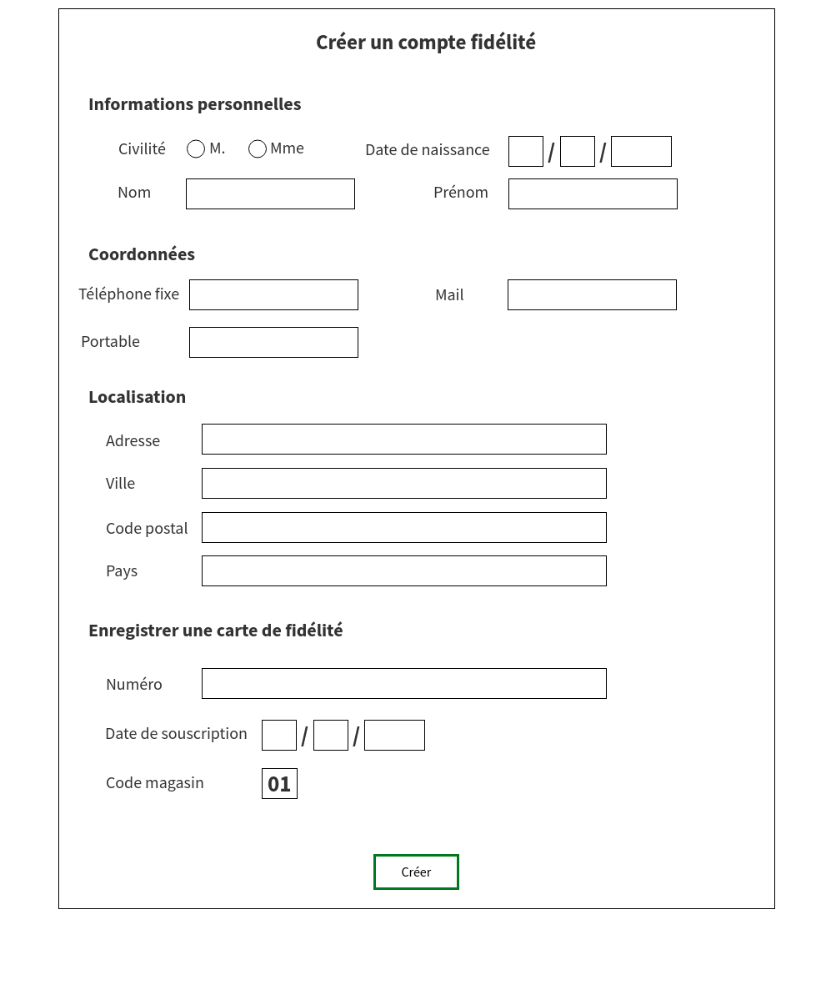 Créer un compte fidélité
Informations personnelles
Civilité M. Mme Date de naissance / /
Nom Prénom
Coordonnées
Téléphone fixe Mail
Portable
Localisation
Adresse
Ville
Code postal
Pays
Enregistrer une carte de fidélité
Numéro
Date de souscription / /
Code magasin 01
Créer